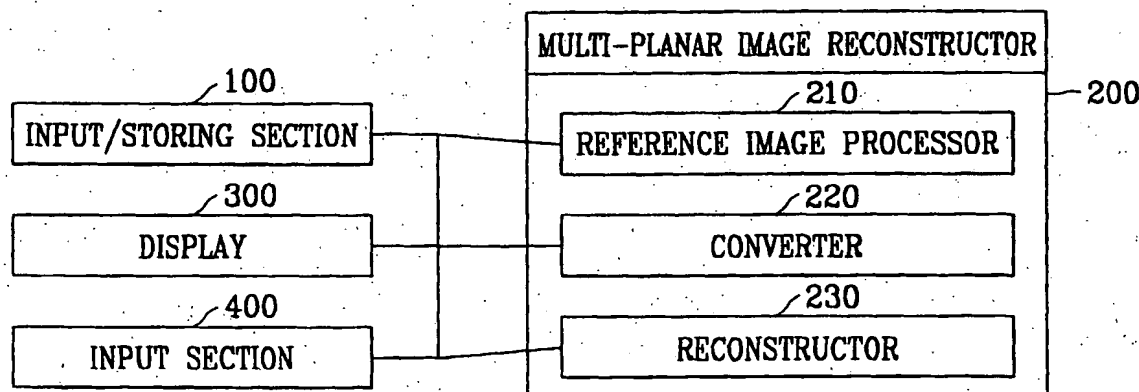 MULTI-PLANAR IMAGE RECONSTRUCTOR
200
100
INPUT/STORING SECTION
210
REFERENCE IMAGE PROCESSOR
300
DISPLAY
220
CONVERTER
400
INPUT SECTION
230
RECONSTRUCTOR